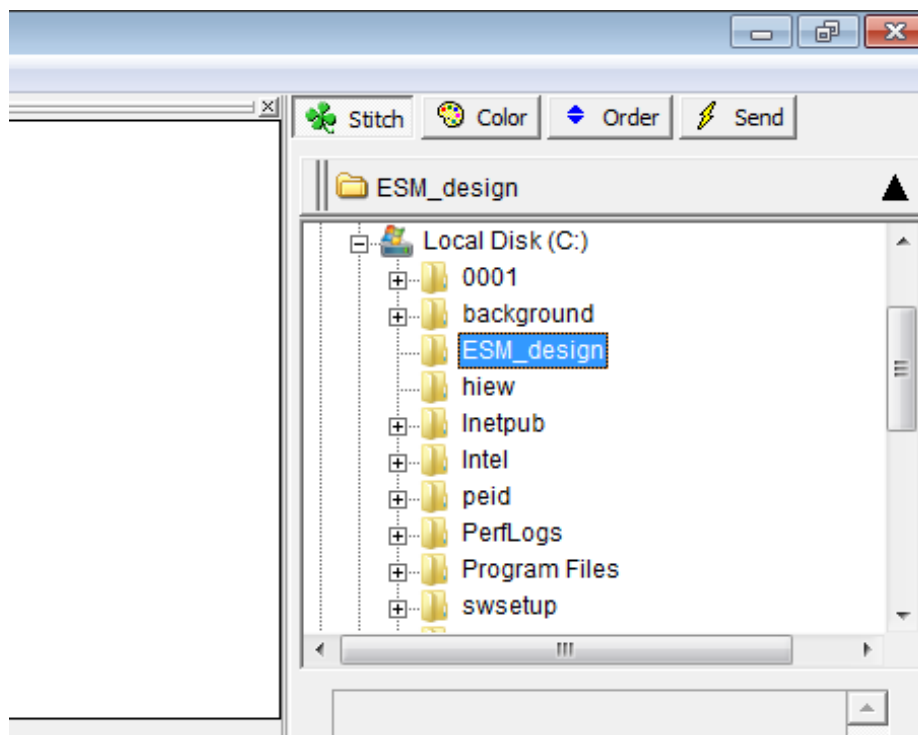 Stitch Color Order Send
ESM_design
Local Disk (C:)
0001
background
ESM_design
hiew
Inetpub
Intel
peid
PerfLogs
Program Files
swsetup